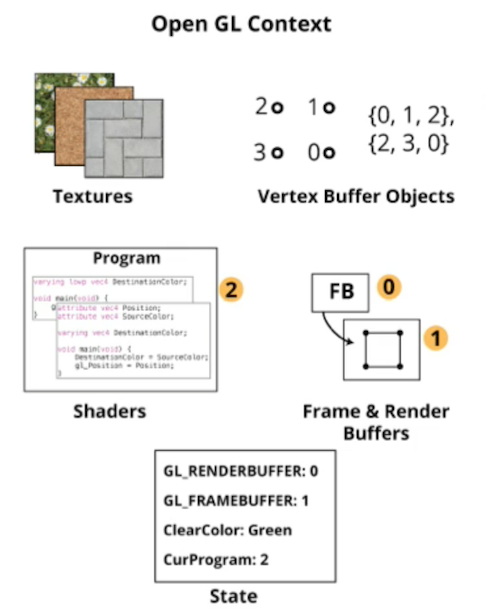 Open GL Context
2 1 {0, 1, 2},
3 0 {2, 3, 0}
Textures
Vertex Buffer Objects
Program
varying lowp vec4 DestinationColor;
void main(void) {
g
}
attribute vec4 Position;
attribute vec4 SourceColor;
varying vec4 DestinationColor;
void main(void) {
DestinationColor = SourceColor;
gl_Position = Position;
}
2
Shaders
FB
0
1
Frame & Render
Buffers
GL_RENDERBUFFER: 0
GL_FRAMEBUFFER: 1
ClearColor: Green
CurProgram: 2
State